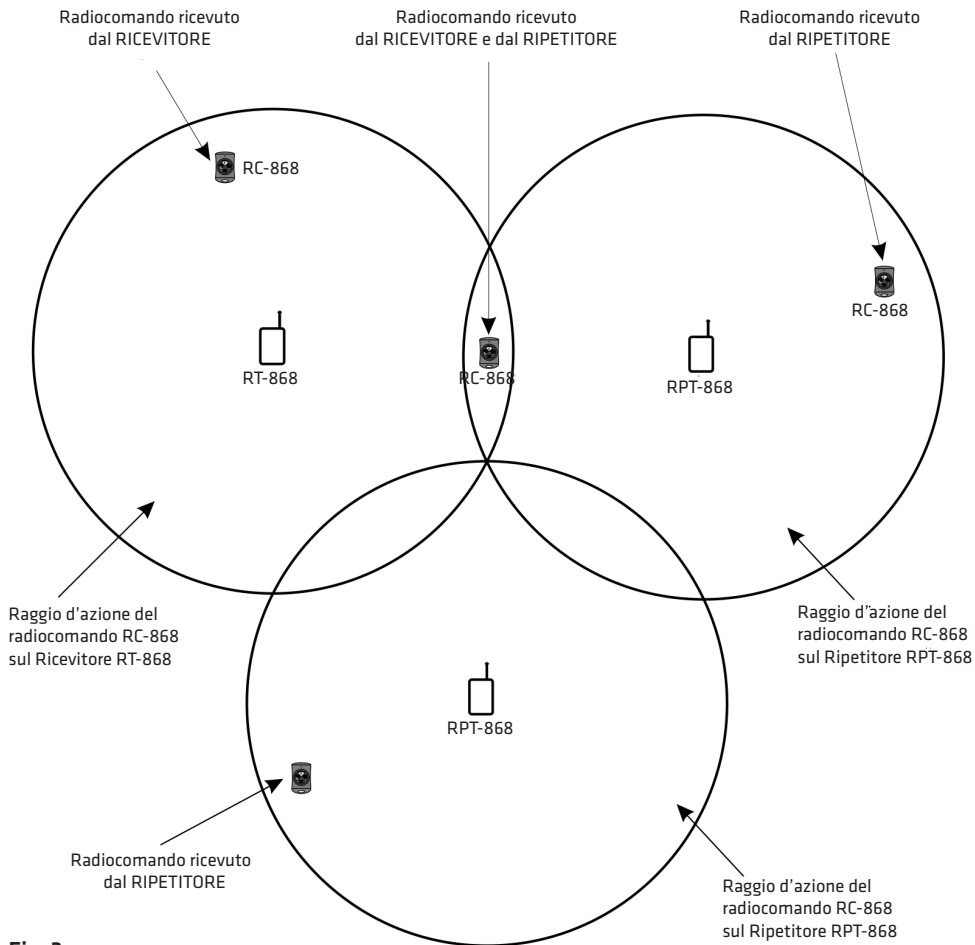 Radiocomando ricevuto
dal RICEVITORE
Radiocomando ricevuto
dal RICEVITORE e dal RIPETITORE
Radiocomando ricevuto
dal RIPETITORE
RC-868
RC-868
RT-868
RC-868
RPT-868
Raggio d'azione del
radiocomando RC-868
sul Ricevitore RT-868
Raggio d'azione del
radiocomando RC-868
sul Ripetitore RPT-868
RPT-868
Radiocomando ricevuto
dal RIPETITORE
Raggio d'azione del
radiocomando RC-868
sul Ripetitore RPT-868